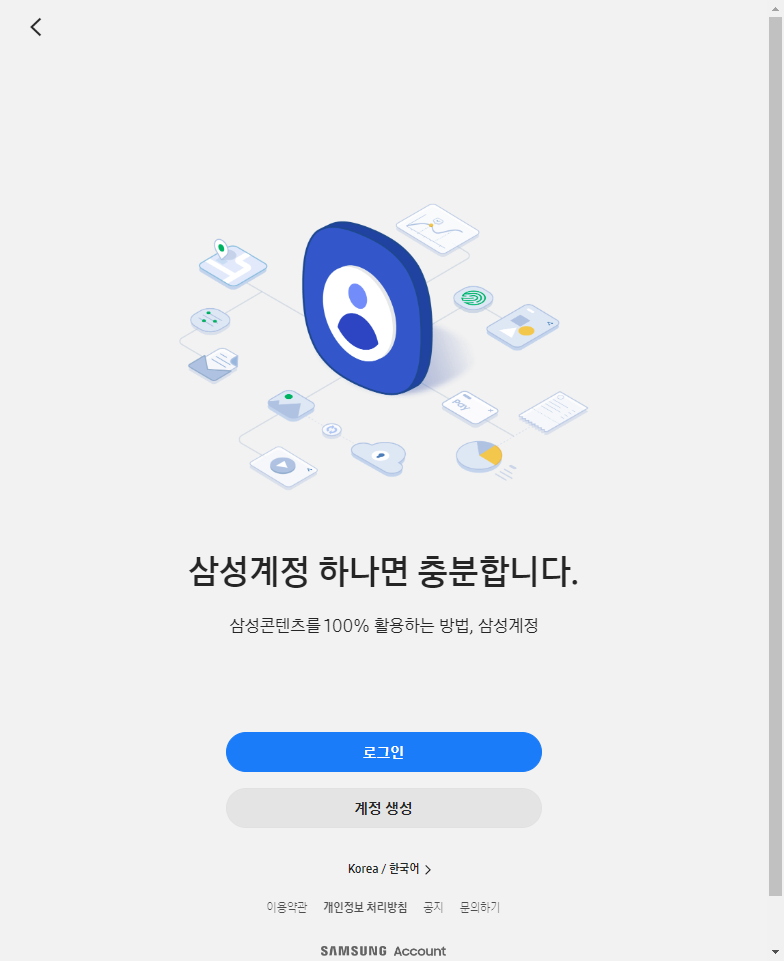 Pay
삼성계정 하나면 충분합니다.
삼성콘텐츠를 100% 활용하는 방법, 삼성계정
로그인
계정 생성
Korea / 한국어
이용약관 개인정보 처리방침 공지 문의하기
SAMSUNG Account